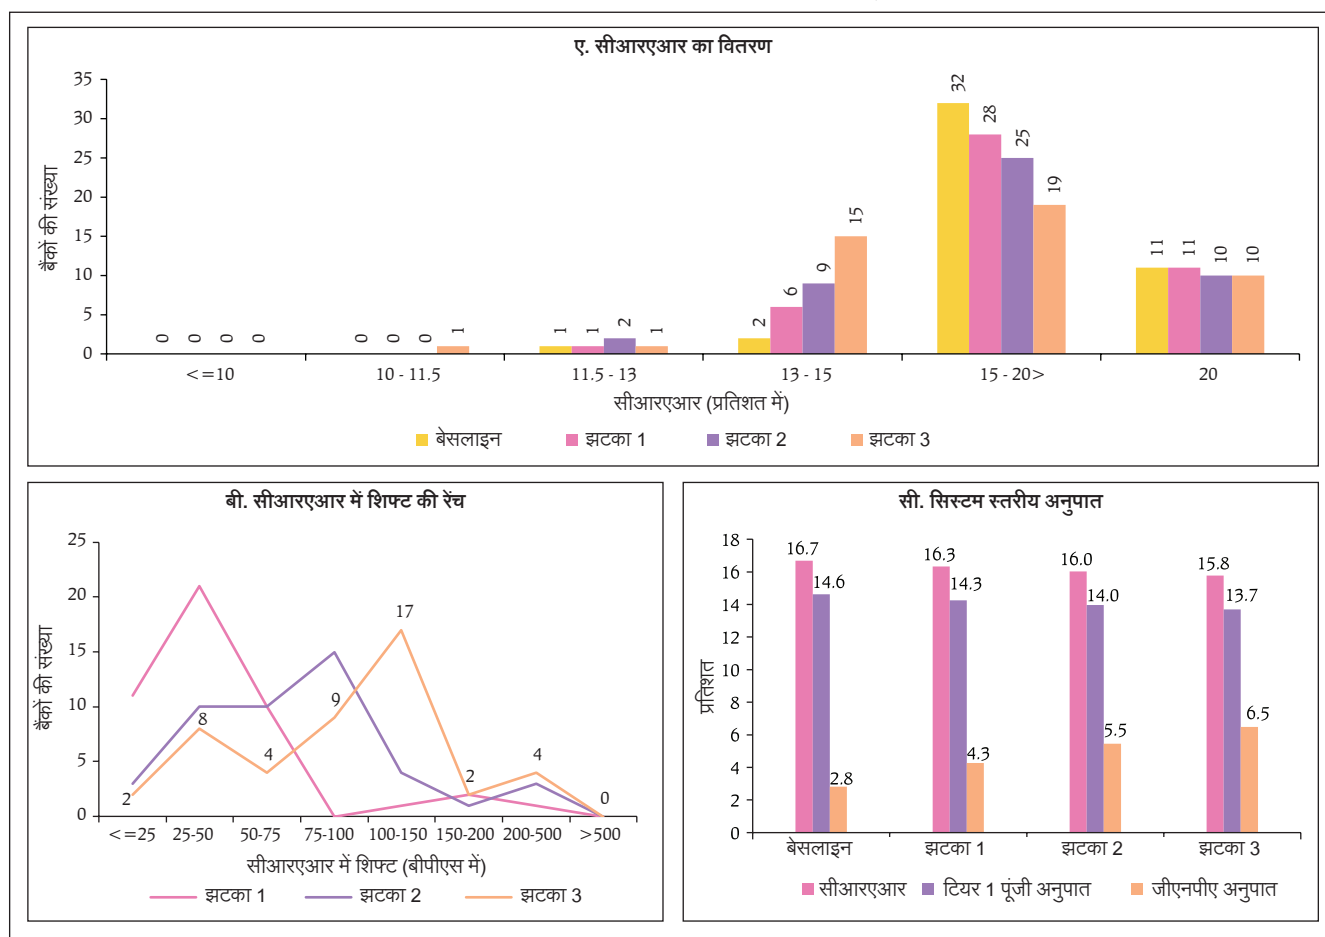 ए. सीआरएआर का वितरण
35
30
25
20
15
10
5
0
बैंकों की संख्या
0 0 0 0
0 0 0 1
1 1 2 1
2 6 9 15
32 28 25 19
11 11 10 10
<=10 10 - 11.5 11.5 - 13 13 - 15 15 - 20> 20
सीआरएआर (प्रतिशत में)
बेसलाइन झटका 1 झटका 2 झटका 3
बी. सीआरएआर में शिफ्ट की रेंच
25
20
15
10
5
0
बैंकों की संख्या
2 8 4 9 17 2 4 0
<=25 25-50 50-75 75-100 100-150 150-200 200-500 >500
सीआरएआर में शिफ्ट (बीपीएस में)
झटका 1 झटका 2 झटका 3
सी. सिस्टम स्तरीय अनुपात
18
16
14
12
10
8
6
4
2
0
प्रतिशत
16.7 14.6 2.8
16.3 14.3 4.3
16.0 14.0 5.5
15.8 13.7 6.5
बेसलाइन झटका 1 झटका 2 झटका 3
सीआरएआर टियर 1 पूंजी अनुपात जीएनपीए अनुपात